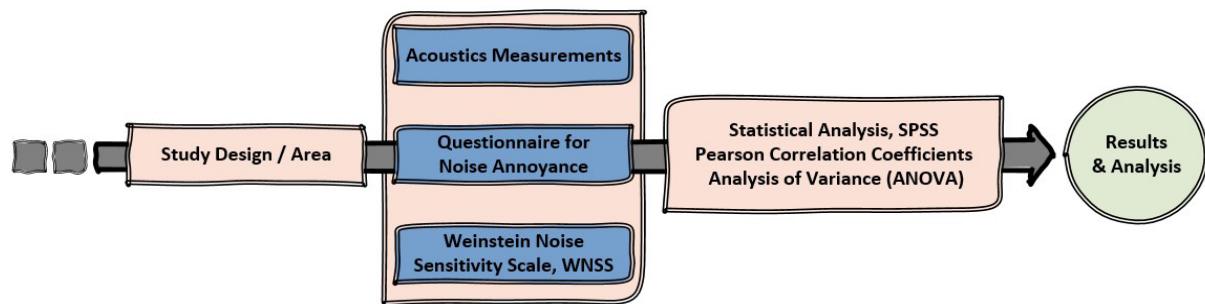 Study Design / Area
Acoustics Measurements
Questionnaire for
Noise Annoyance
Weinstein Noise
Sensitivity Scale, WNSS
Statistical Analysis, SPSS
Pearson Correlation Coefficients
Analysis of Variance (ANOVA)
Results
& Analysis